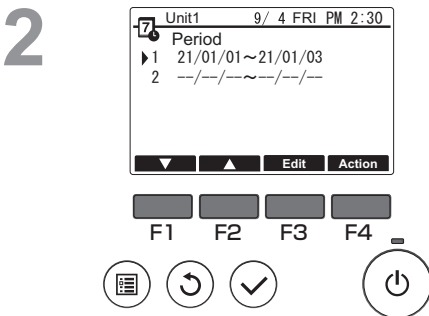 2
7 Unit1 9/ 4 FRI PM 2:30
Period
1 21/01/01~21/01/03
2 --/--/--~--/--/--
▼ ▲ Edit Action
F1 F2 F3 F4